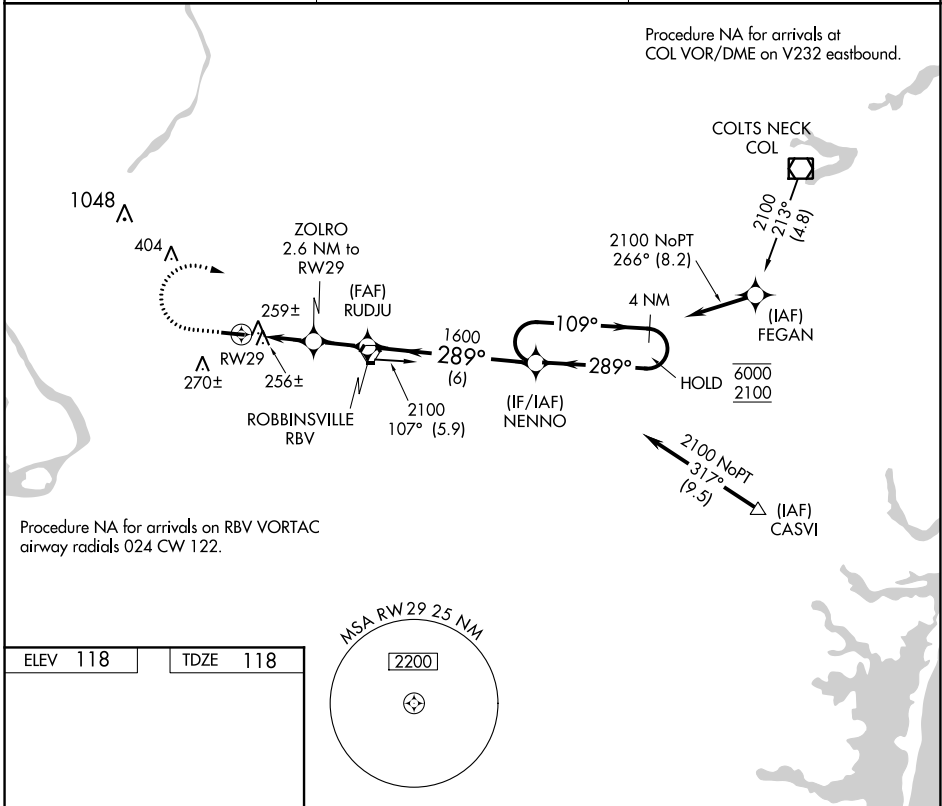 Procedure NA for arrivals at
COL VOR/DME on V232 eastbound.
COLTS NECK
COL
2100
213°
(4.8)
1048
404
ZOLRO
2.6 NM to
RW29
2100 NoPT
266° (8.2)
(FAF)
RUDJU
4 NM
(IAF)
FEGAN
259±
109°
1600
289°
(6)
289°
RW29
270±
256±
HOLD
6000
2100
ROBBINSVILLE
RBV
2100
107° (5.9)
(IF/IAF)
NENNO
2100 NoPT
317°
(9.5)
(IAF)
CASVI
Procedure NA for arrivals on RBV VORTAC
airway radials 024 CW 122.
MSA RW29 25 NM
2200
ELEV 118
TDZE 118